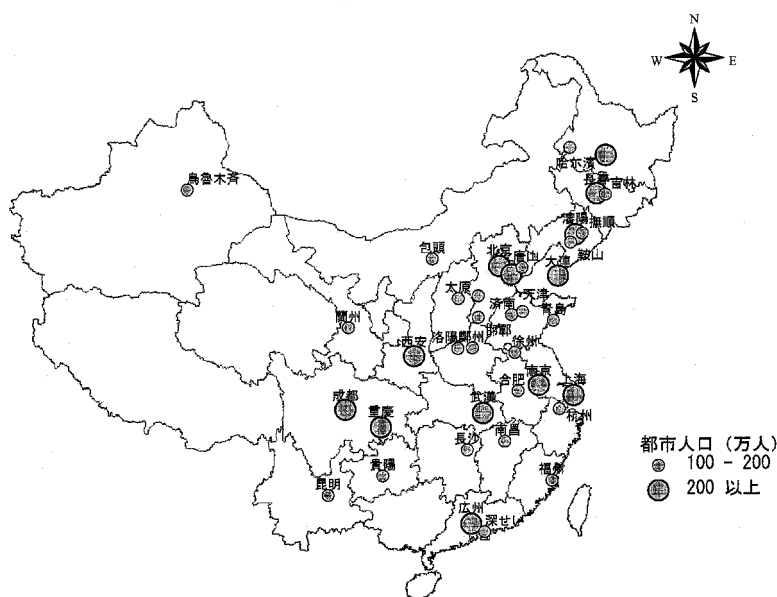 N
W E
S
哈尓濱
長春 吉林
烏魯木斉
瀋陽 撫順
鞍山
包頭
北京 唐山 大連
太原
天津
済南
青島
蘭州
邯鄲
洛陽 鄭州
西安
徐州
合肥 南京 上海
成都
武漢
杭州
重慶
長沙 南昌
都市人口（万人）
100 - 200
200 以上
貴陽
福州
昆明
広州
深せん